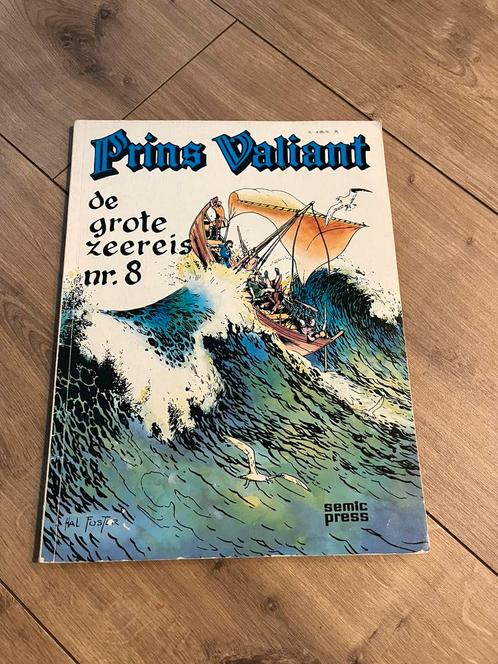 Prins Valiant
de
grote
zeereis
nr. 8
HAL FOSTER
semic
press